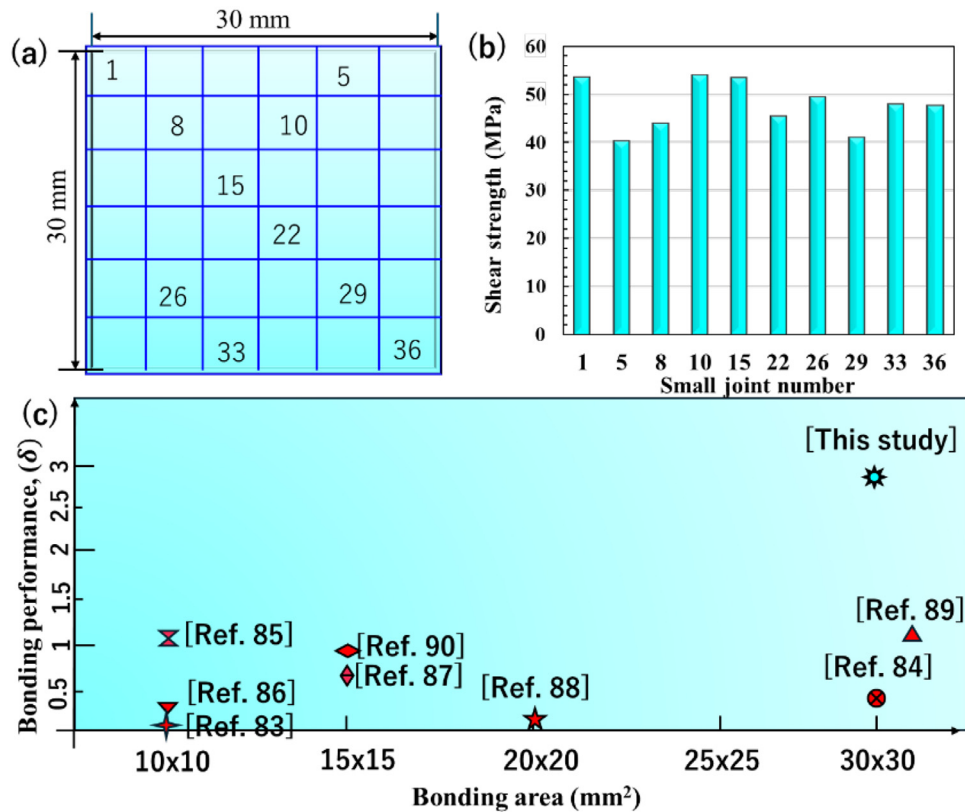 (a)
30 mm
30 mm
1
5
8
10
15
22
26
29
33
36
(b)
Shear strength (MPa)
60
50
40
30
20
10
0
1 5 8 10 15 22 26 29 33 36
Small joint number
(c)
Bonding performance, (δ)
3
2.5
2
1.5
1
0.5
[This study]
[Ref. 85]
[Ref. 90]
[Ref. 89]
[Ref. 87]
[Ref. 84]
[Ref. 86]
[Ref. 88]
[Ref. 83]
10x10 15x15 20x20 25x25 30x30
Bonding area (mm²)